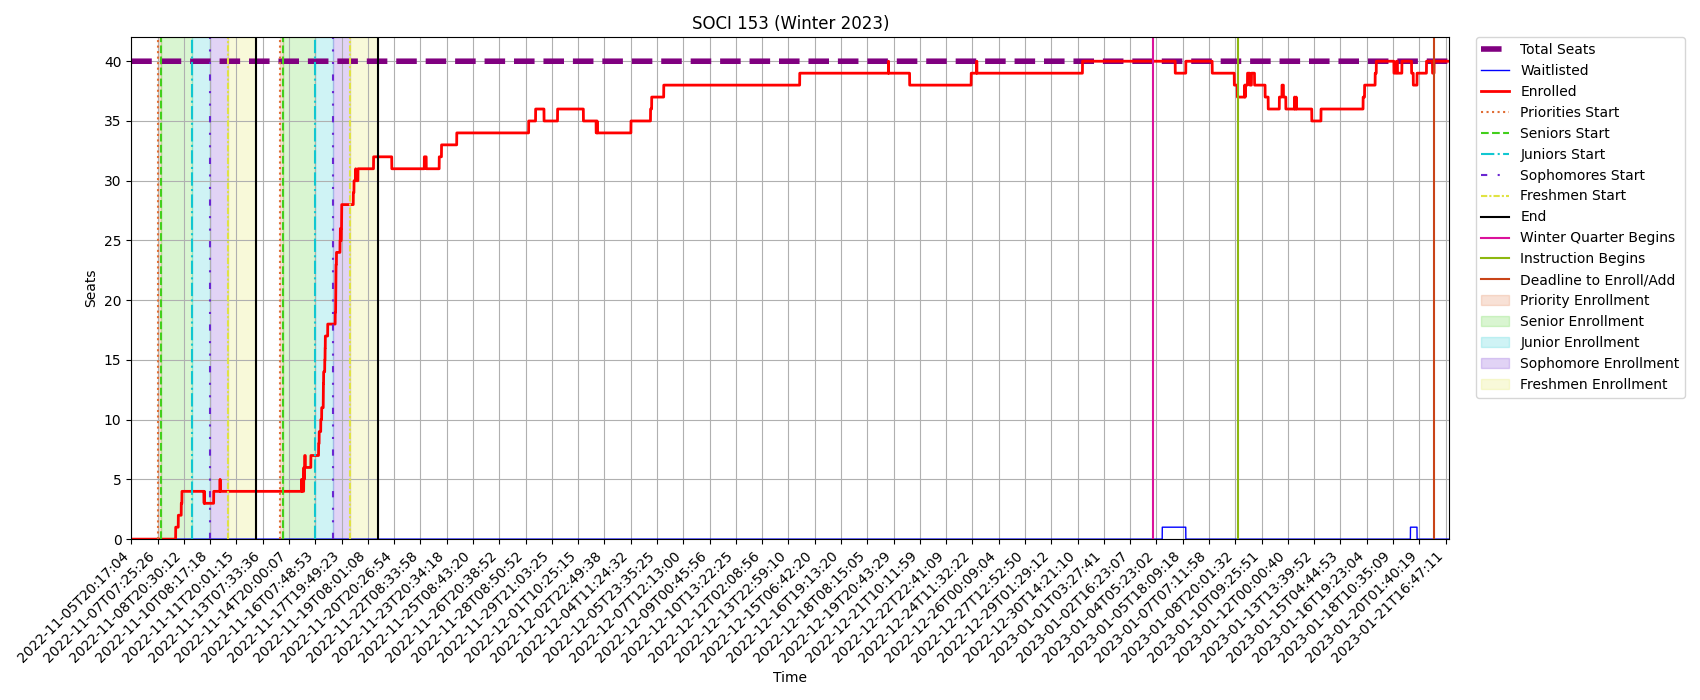 SOCI 153 (Winter 2023)
Seats
40
35
30
25
20
15
10
5
0
2022-11-05T20:17:04
2022-11-07T07:25:26
2022-11-08T20:30:12
2022-11-10T08:17:18
2022-11-11T20:01:15
2022-11-13T07:33:36
2022-11-14T20:00:07
2022-11-16T07:48:53
2022-11-17T19:49:23
2022-11-19T08:01:08
2022-11-20T20:26:54
2022-11-22T08:33:58
2022-11-23T20:34:18
2022-11-25T08:43:20
2022-11-26T20:38:52
2022-11-28T08:50:52
2022-11-29T21:03:25
2022-12-01T10:25:15
2022-12-02T22:49:38
2022-12-04T11:24:32
2022-12-05T23:35:25
2022-12-07T12:13:00
2022-12-09T00:45:56
2022-12-10T13:22:25
2022-12-12T02:08:56
2022-12-13T22:59:10
2022-12-15T06:42:20
2022-12-16T19:13:20
2022-12-18T08:15:05
2022-12-19T20:43:29
2022-12-21T10:11:59
2022-12-22T22:41:09
2022-12-24T11:32:22
2022-12-26T00:09:04
2022-12-27T12:52:50
2022-12-29T01:29:12
2022-12-30T14:21:10
2023-01-01T03:27:41
2023-01-02T16:23:07
2023-01-04T05:23:02
2023-01-05T18:09:18
2023-01-07T07:11:58
2023-01-08T20:01:32
2023-01-10T09:25:51
2023-01-12T00:00:40
2023-01-13T13:39:52
2023-01-15T04:44:53
2023-01-16T19:23:04
2023-01-18T10:35:09
2023-01-20T01:40:19
2023-01-21T16:47:11
Time
Total Seats
Waitlisted
Enrolled
Priorities Start
Seniors Start
Juniors Start
Sophomores Start
Freshmen Start
End
Winter Quarter Begins
Instruction Begins
Deadline to Enroll/Add
Priority Enrollment
Senior Enrollment
Junior Enrollment
Sophomore Enrollment
Freshmen Enrollment